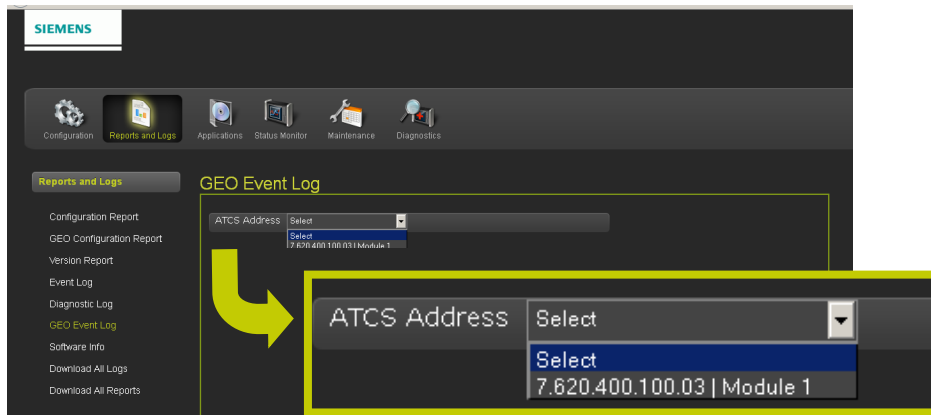 SIEMENS
Configuration
Reports and Logs
Applications
Status Monitor
Maintenance
Diagnostics
Reports and Logs
Configuration Report
GEO Configuration Report
Version Report
Event Log
Diagnostic Log
GEO Event Log
Software Info
Download All Logs
Download All Reports
GEO Event Log
ATCS Address Select
Select
7.620.400.100.03 | Module 1
ATCS Address Select
Select
7.620.400.100.03 | Module 1